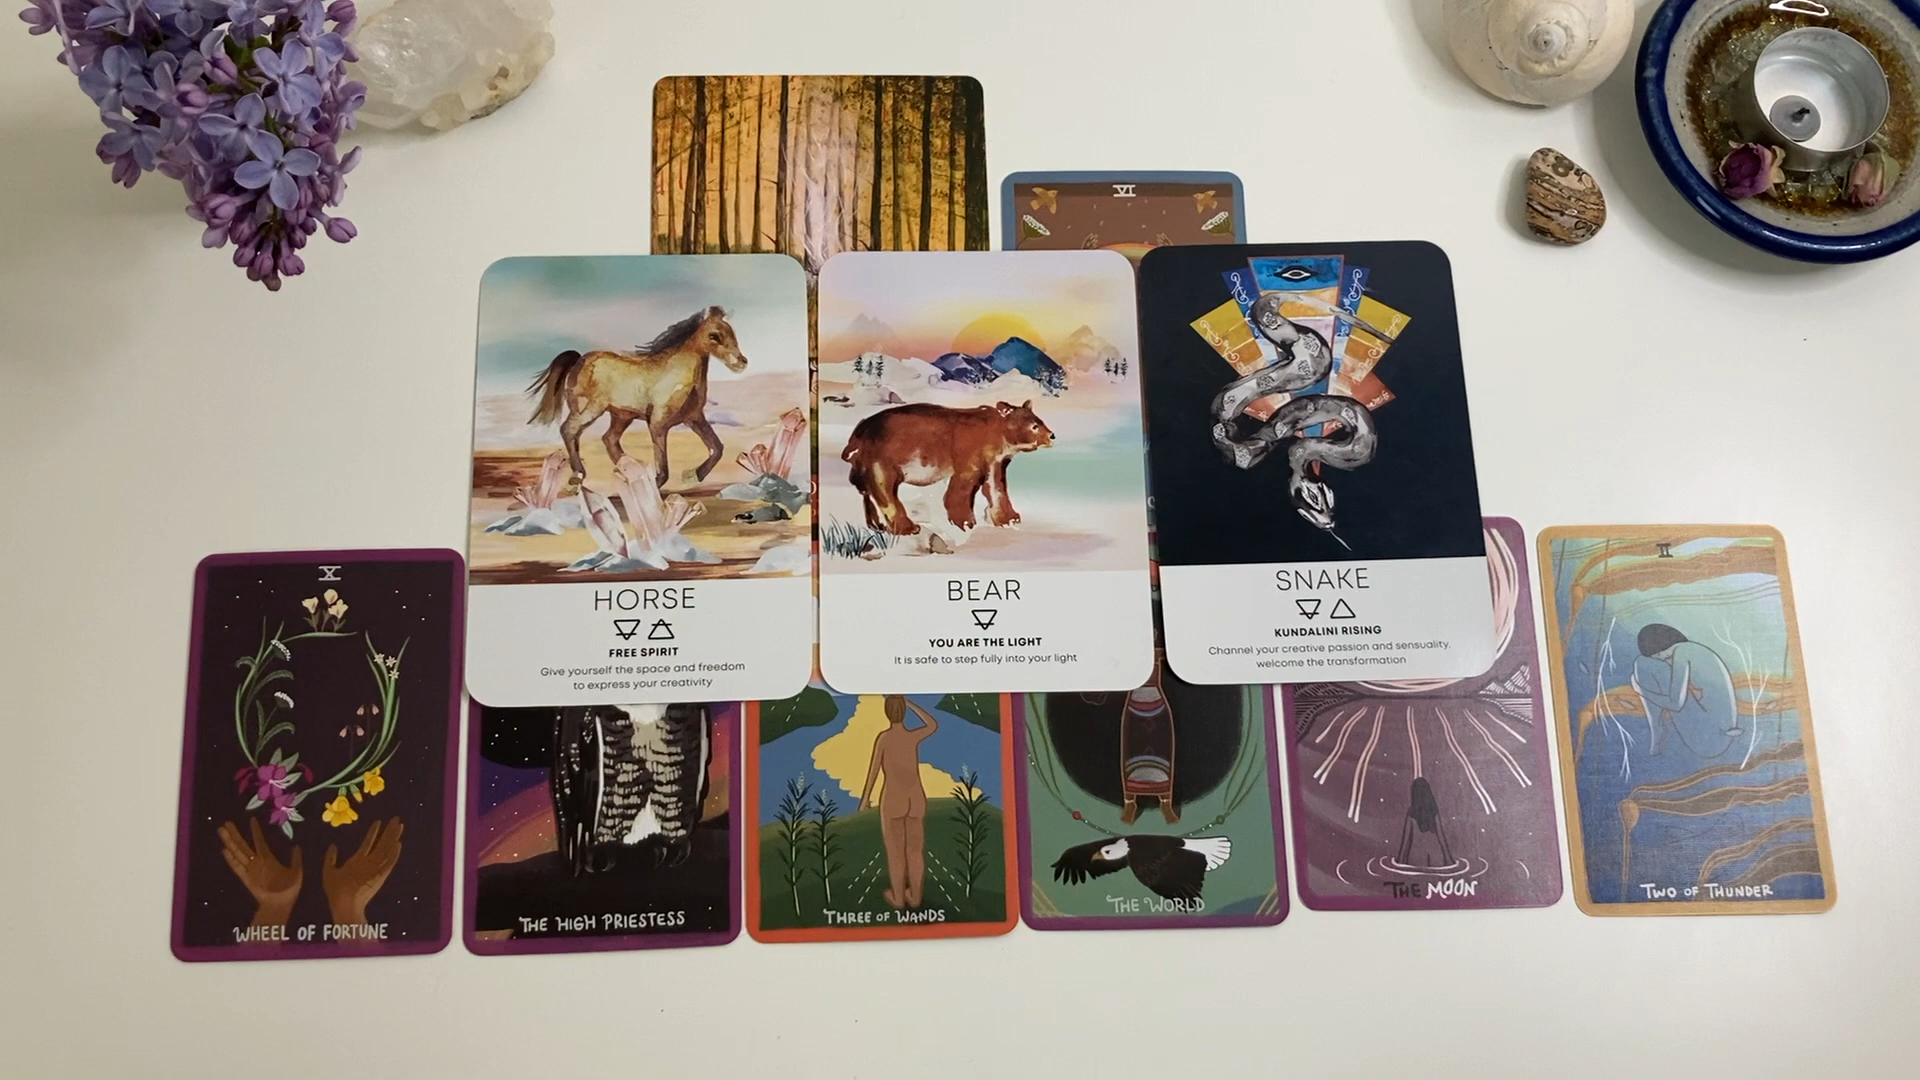 VI
HORSE
FREE SPIRIT
Give yourself the space and freedom
to express your creativity
BEAR
YOU ARE THE LIGHT
It is safe to step fully into your light
SNAKE
KUNDALINI RISING
Channel your creative passion and sensuality,
welcome the transformation
X
WHEEL OF FORTUNE
THE HIGH PRIESTESS
THREE OF WANDS
THE WORLD
THE MOON
II
TWO OF THUNDER